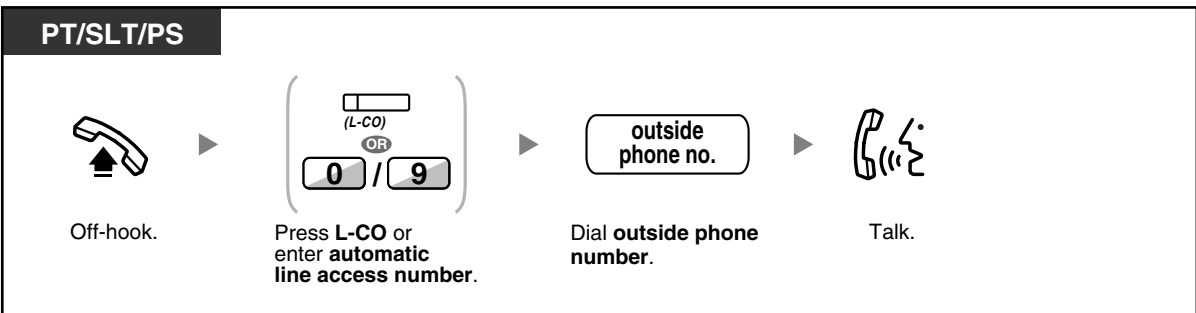 PT/SLT/PS
(L-CO)
OR
0 / 9
outside
phone no.
Off-hook.
Press L-CO or
enter automatic
line access number.
Dial outside phone
number.
Talk.